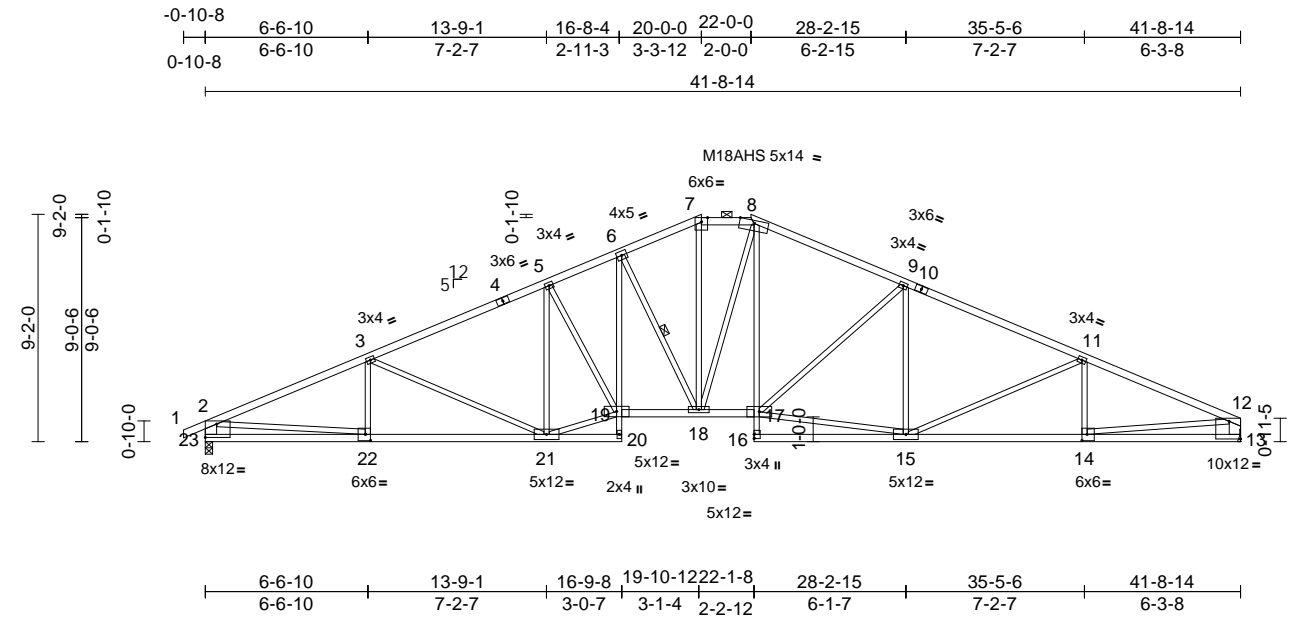 -0-10-8
6-6-10 13-9-1 16-8-4 20-0-0 22-0-0 28-2-15 35-5-6 41-8-14
6-6-10 7-2-7 2-11-3 3-3-12 2-0-0 6-2-15 7-2-7 6-3-8
0-10-8
41-8-14
M18AHS 5x14 =
6x6=
7 8
4x5 =
3x6=
3x4 =
3x4=
6
3x6 =
5
9 10
4
12
5
3x4 =
3x4=
3
11
0-1-10
9-2-0
0-1-10
9-2-0
9-0-6
9-0-6
0-10-0
1 2
12
23
19
20
18
17
16
1-0-0
13
0-11-5
8x12=
22
21
5x12=
3x4 II
15
14
10x12=
6x6=
5x12=
2x4 II
3x10=
5x12=
6x6=
5x12=
6-6-10 13-9-1 16-9-8 19-10-12 22-1-8 28-2-15 35-5-6 41-8-14
6-6-10 7-2-7 3-0-7 3-1-4 2-2-12 6-1-7 7-2-7 6-3-8